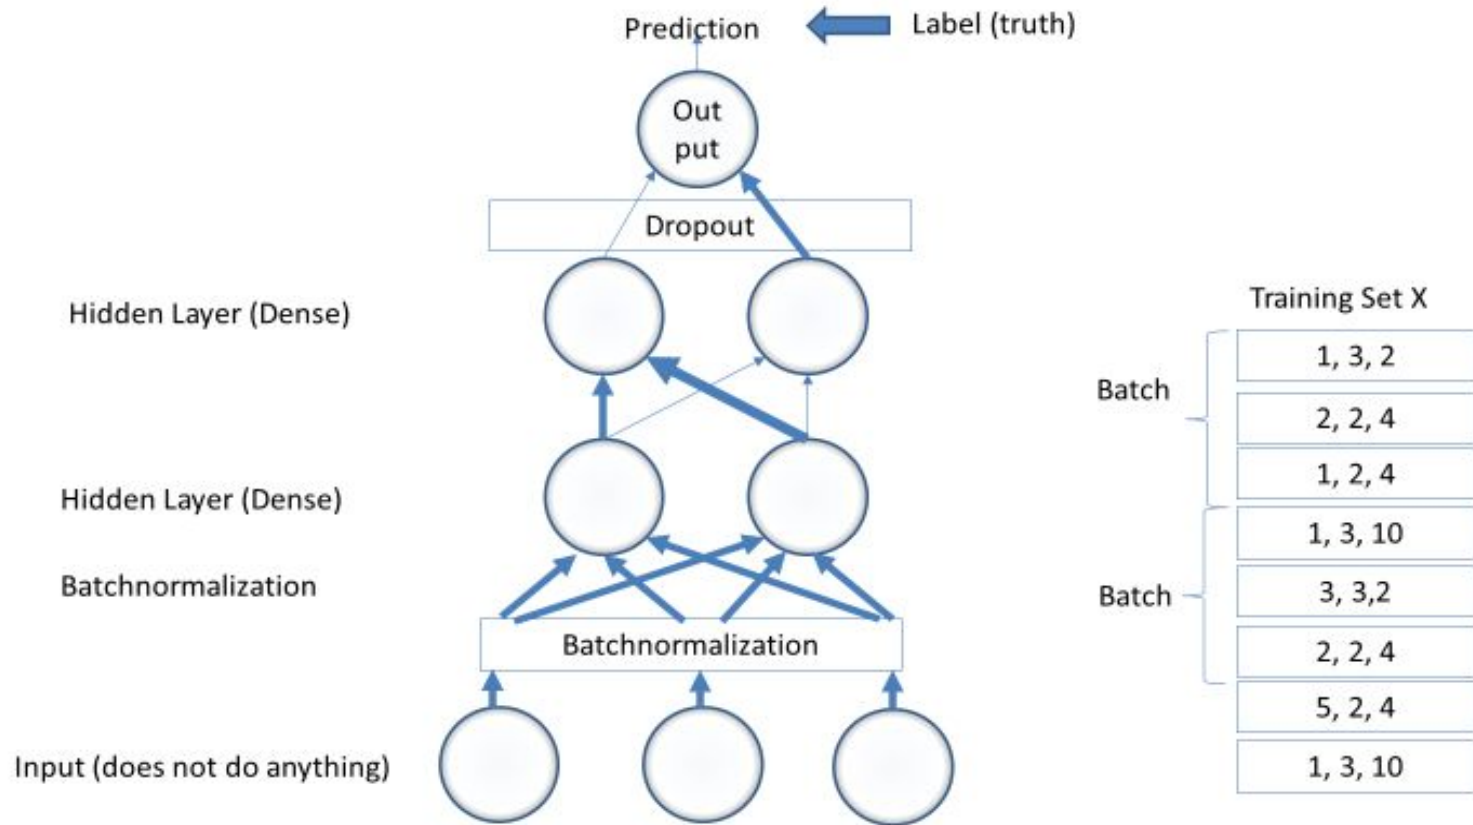 Prediction
Label (truth)
Out
put
Dropout
Hidden Layer (Dense)
Hidden Layer (Dense)
Batchnormalization
Batchnormalization
Input (does not do anything)
Training Set X
Batch
1, 3, 2
2, 2, 4
1, 2, 4
Batch
1, 3, 10
3, 3,2
2, 2, 4
5, 2, 4
1, 3, 10